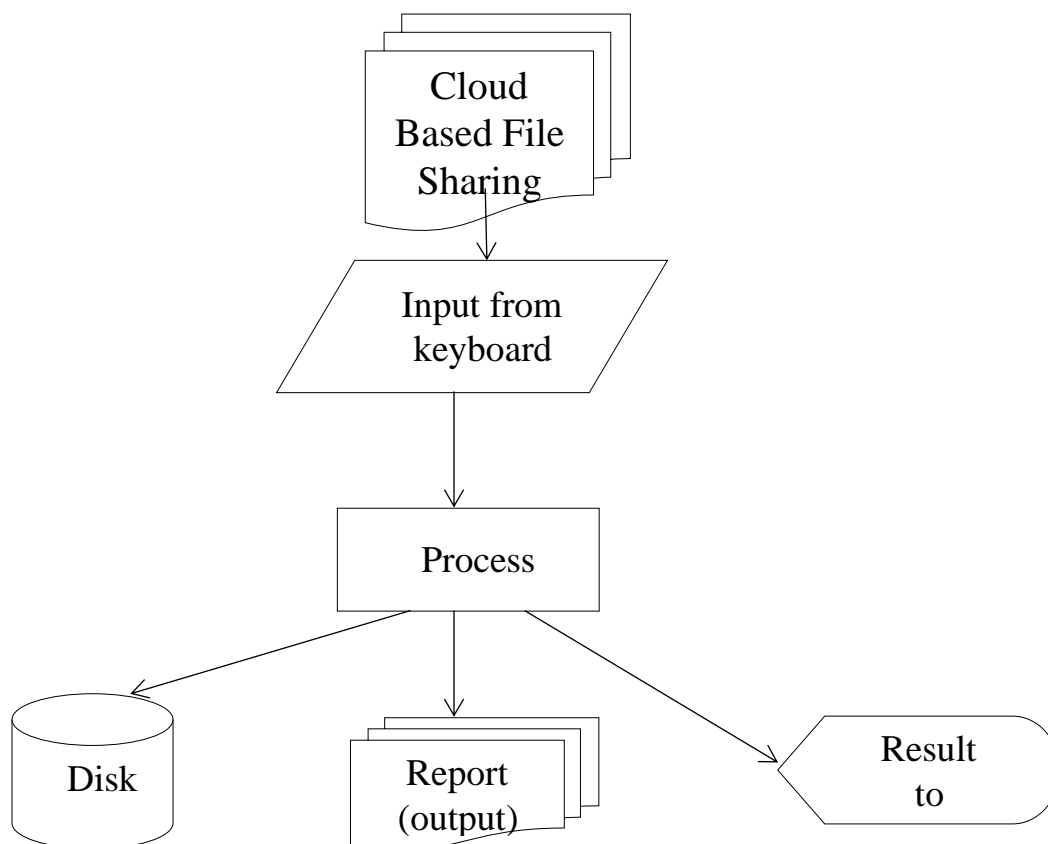 Cloud
Based File
Sharing
Input from
keyboard
Process
Disk
Report
(output)
Result
to